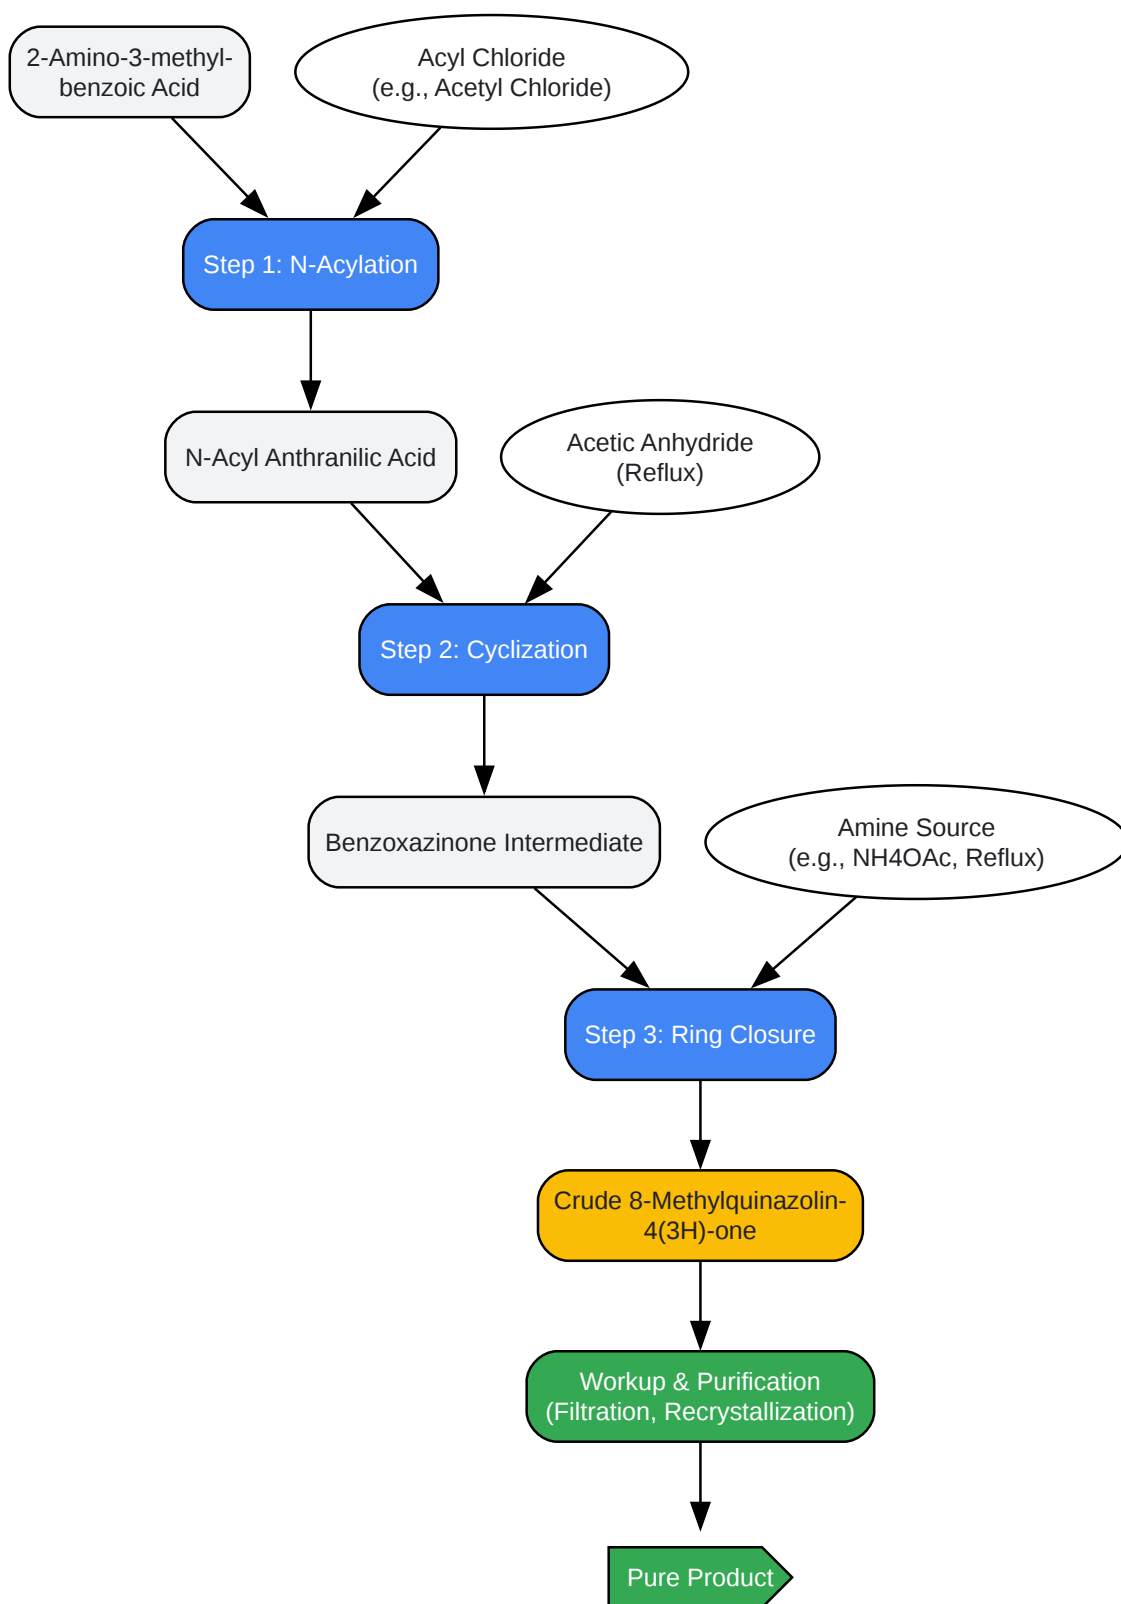 2-Amino-3-methyl-
benzoic Acid
Acyl Chloride
(e.g., Acetyl Chloride)
Step 1: N-Acylation
N-Acyl Anthranilic Acid
Acetic Anhydride
(Reflux)
Step 2: Cyclization
Benzoxazinone Intermediate
Amine Source
(e.g., NH4OAc, Reflux)
Step 3: Ring Closure
Crude 8-Methylquinazolin-
4(3H)-one
Workup & Purification
(Filtration, Recrystallization)
Pure Product